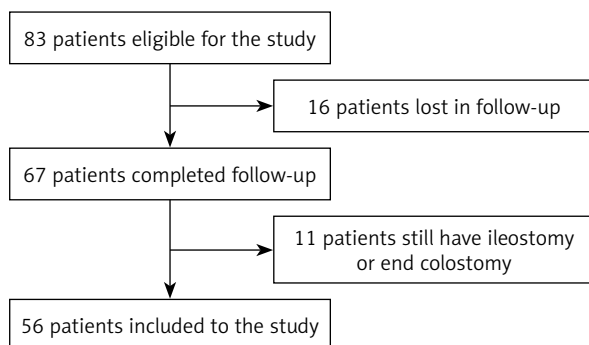 83 patients eligible for the study
16 patients lost in follow-up
67 patients completed follow-up
11 patients still have ileostomy
or end colostomy
56 patients included to the study